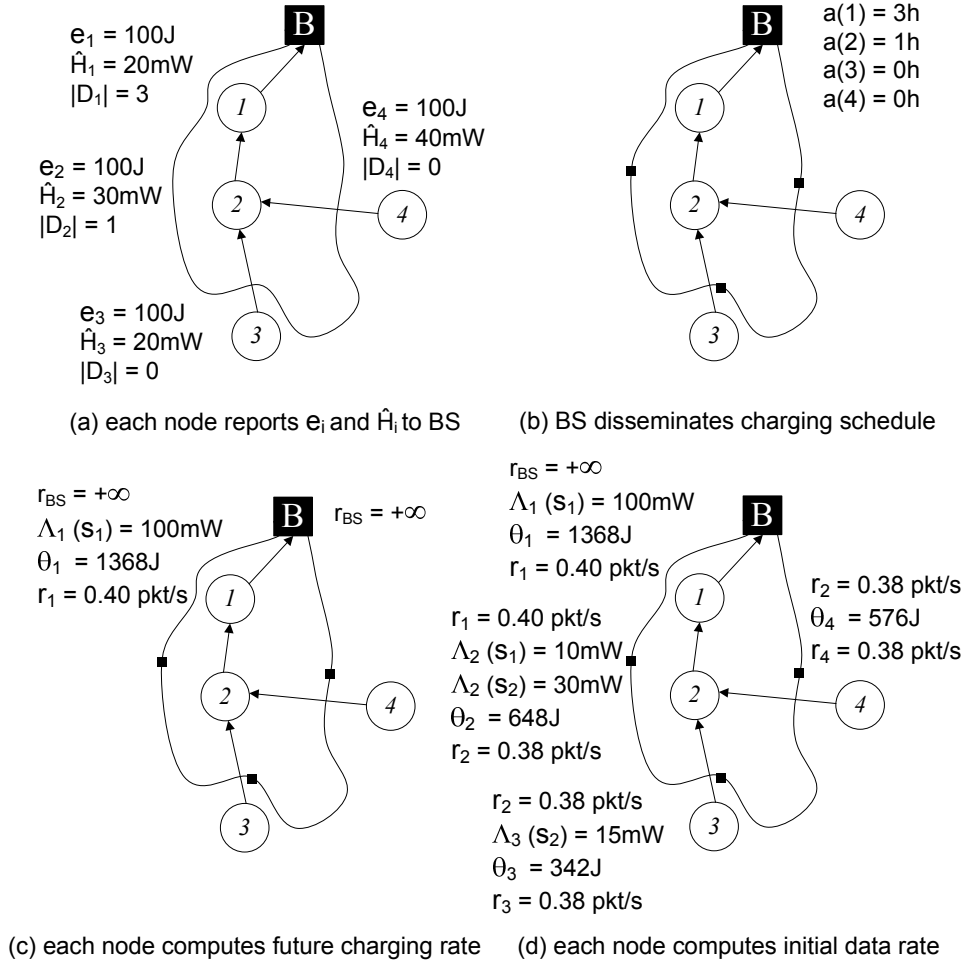 B
e₁ = 100J
Ĥ₁ = 20mW
|D₁| = 3
1
e₄ = 100J
Ĥ₄ = 40mW
|D₄| = 0
e₂ = 100J
Ĥ₂ = 30mW
|D₂| = 1
2
4
e₃ = 100J
Ĥ₃ = 20mW
|D₃| = 0
3
(a) each node reports eᵢ and Ĥᵢ to BS
B
a(1) = 3h
a(2) = 1h
a(3) = 0h
a(4) = 0h
1
2
4
3
(b) BS disseminates charging schedule
r_BS = +∞
Λ₁ (s₁) = 100mW
θ₁ = 1368J
r₁ = 0.40 pkt/s
B
r_BS = +∞
1
2
4
3
(c) each node computes future charging rate
r_BS = +∞
Λ₁ (s₁) = 100mW
θ₁ = 1368J
r₁ = 0.40 pkt/s
B
1
r₂ = 0.38 pkt/s
θ₄ = 576J
r₄ = 0.38 pkt/s
r₁ = 0.40 pkt/s
Λ₂ (s₁) = 10mW
Λ₂ (s₂) = 30mW
θ₂ = 648J
r₂ = 0.38 pkt/s
2
4
r₂ = 0.38 pkt/s
Λ₃ (s₂) = 15mW
θ₃ = 342J
r₃ = 0.38 pkt/s
3
(d) each node computes initial data rate